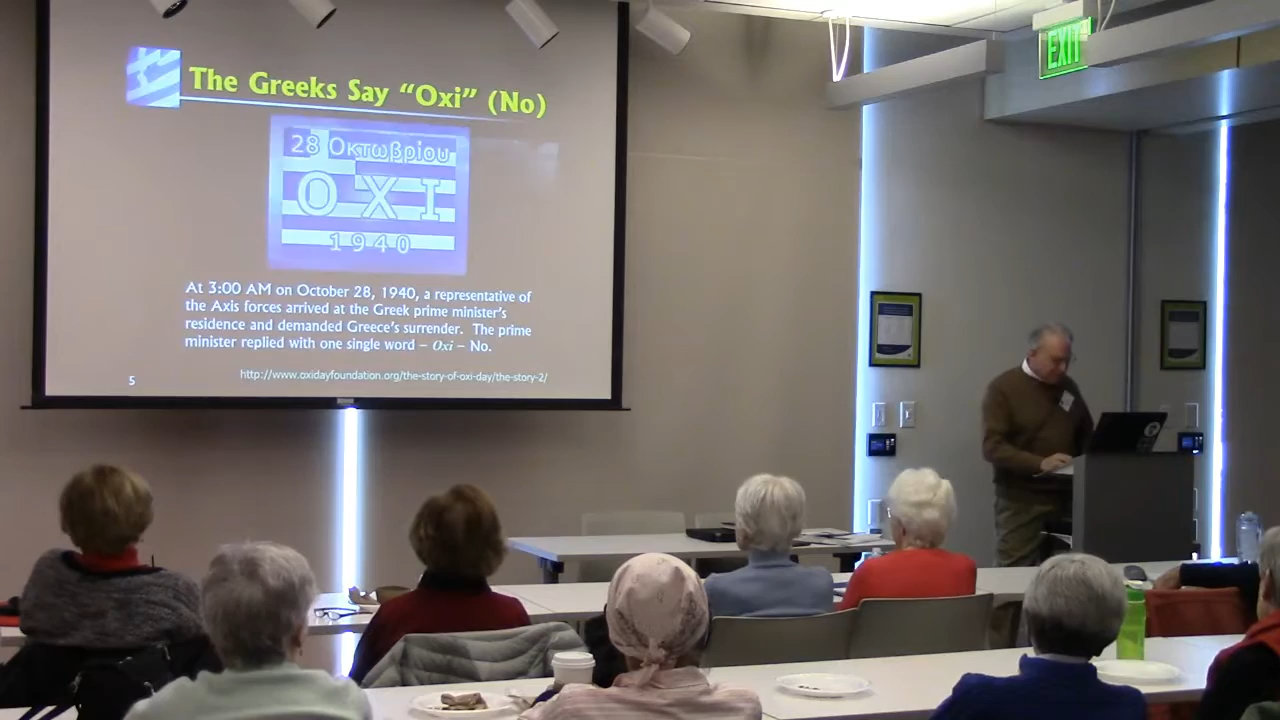 The Greeks Say “Oxi” (No)
28 Οκτωβρίου
ΟΧΙ
1940
At 3:00 AM on October 28, 1940, a representative of
the Axis forces arrived at the Greek prime minister's
residence and demanded Greece's surrender. The prime
minister replied with one single word – Oxi – No.
5
http://www.oxidayfoundation.org/the-story-of-oxi-day/the-story-2/
EXIT